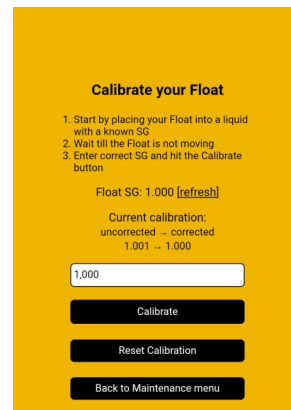 Calibrate your Float
1. Start by placing your Float into a liquid
with a known SG
2. Wait till the Float is not moving
3. Enter correct SG and hit the Calibrate
button
Float SG: 1.000 [refresh]
Current calibration:
uncorrected → corrected
1.001 → 1.000
1,000
Calibrate
Reset Calibration
Back to Maintenance menu